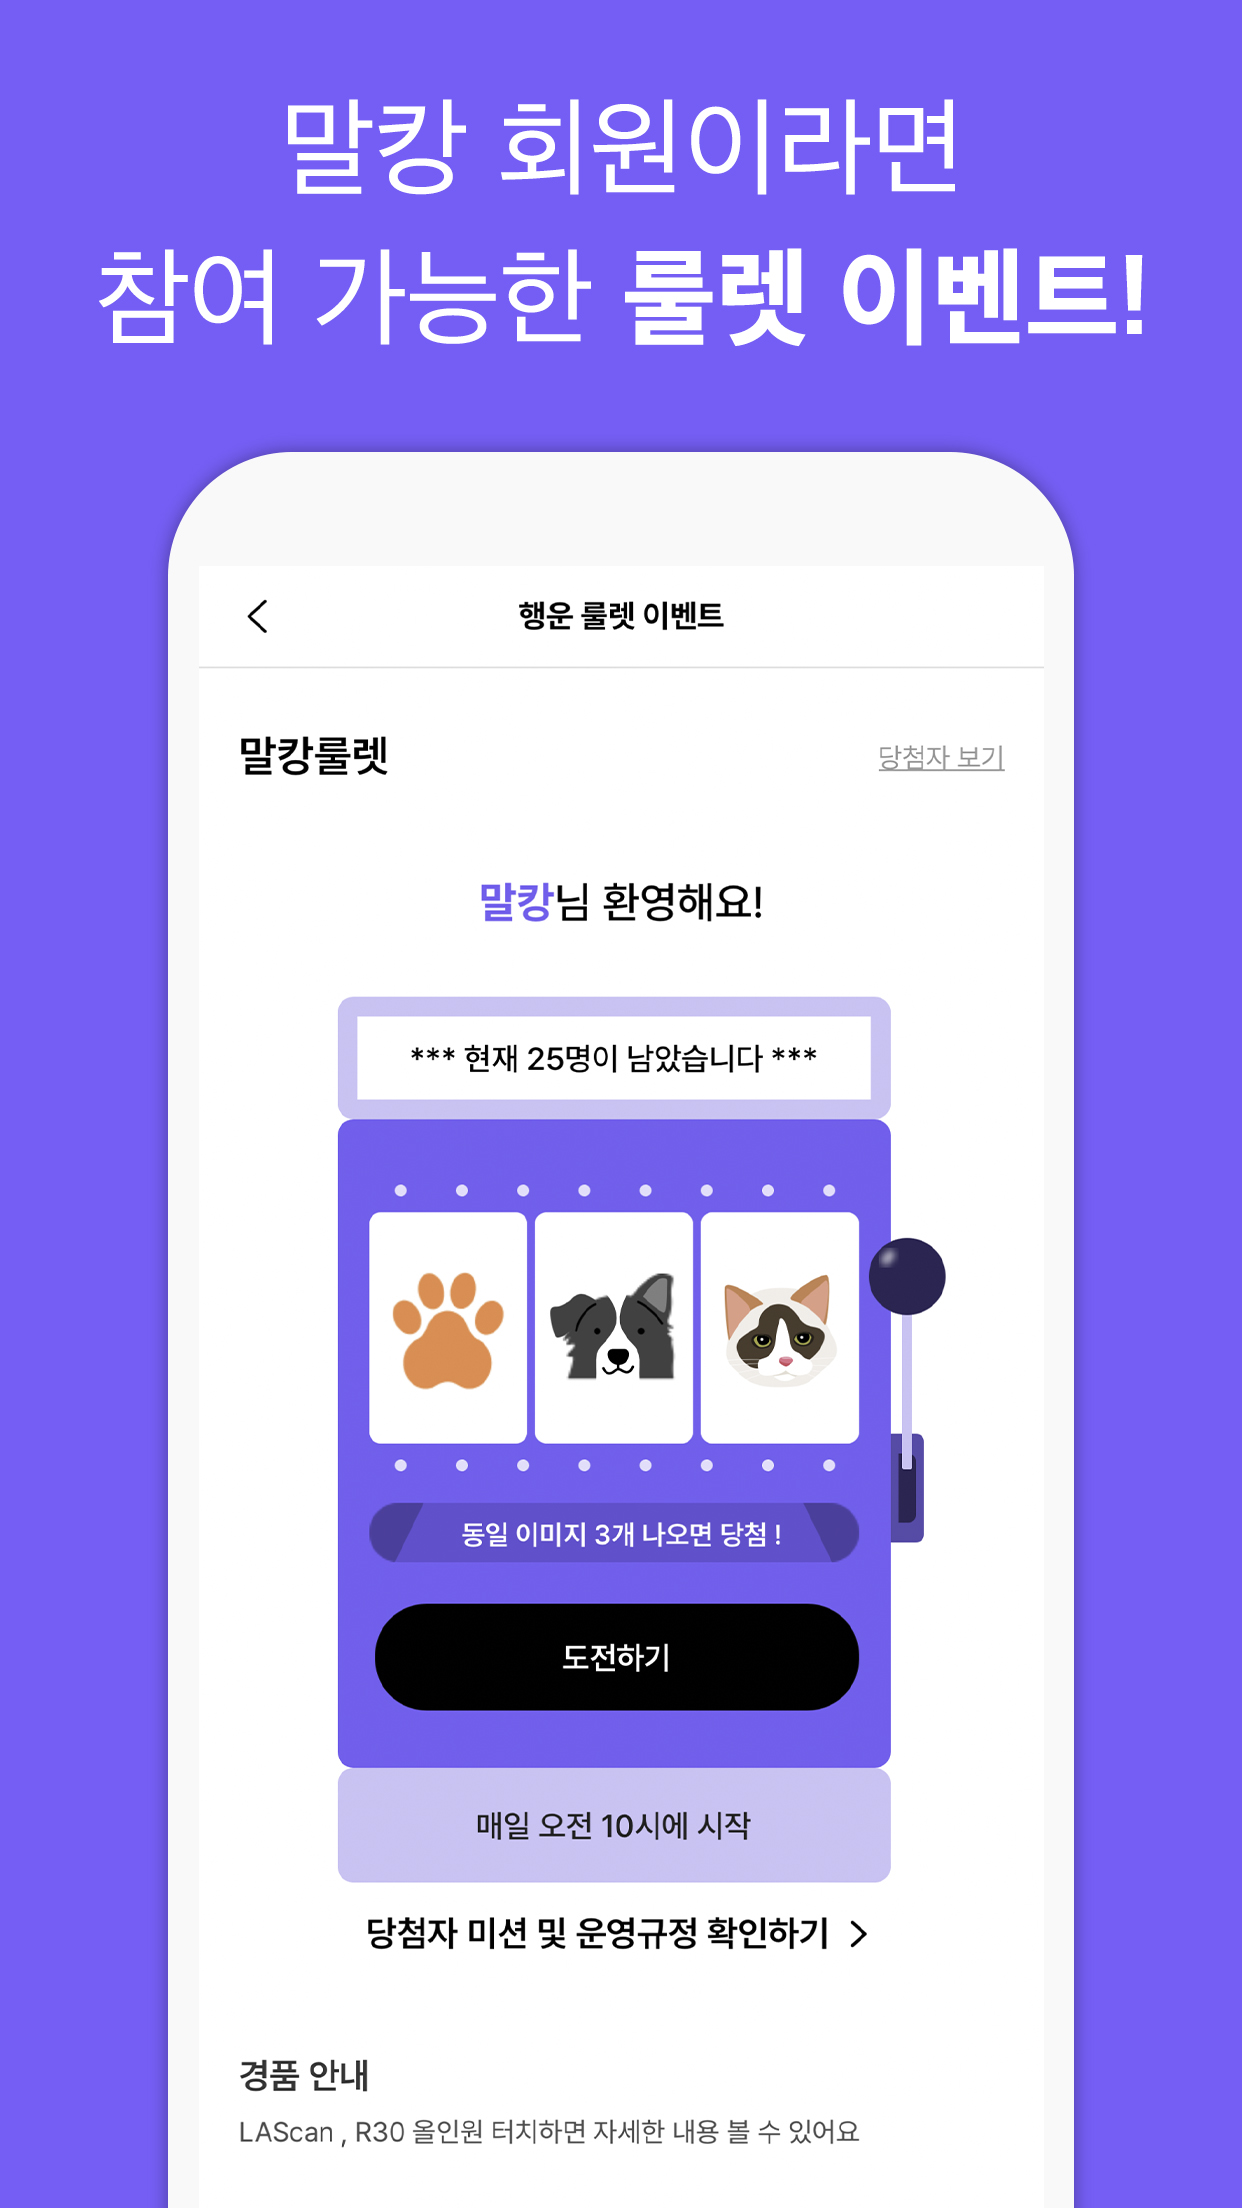 말캉 회원이라면
참여 가능한 룰렛 이벤트!
행운 룰렛 이벤트
말캉룰렛
당첨자 보기
말캉님 환영해요!
*** 현재 25명이 남았습니다 ***
동일 이미지 3개 나오면 당첨 !
도전하기
매일 오전 10시에 시작
당첨자 미션 및 운영규정 확인하기
경품 안내
LAScan , R30 올인원 터치하면 자세한 내용 볼 수 있어요